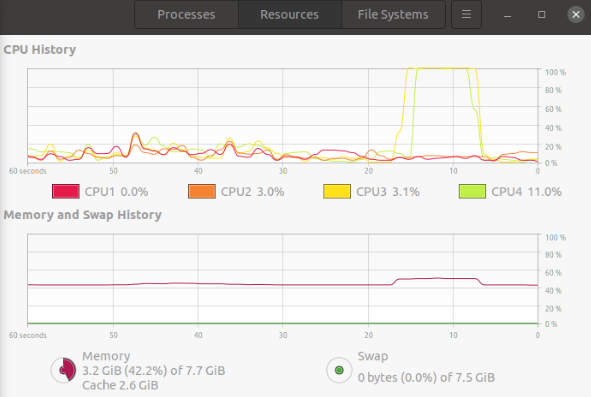 Processes Resources File Systems
CPU History
100 %
80 %
60 %
40 %
20 %
0 %
60 seconds 50 40 30 20 10 0
CPU1 0.0% CPU2 3.0% CPU3 3.1% CPU4 11.0%
Memory and Swap History
100 %
80 %
60 %
40 %
20 %
0 %
60 seconds 50 40 30 20 10 0
Memory
3.2 GiB (42.2%) of 7.7 GiB
Cache 2.6 GiB
Swap
0 bytes (0.0%) of 7.5 GiB